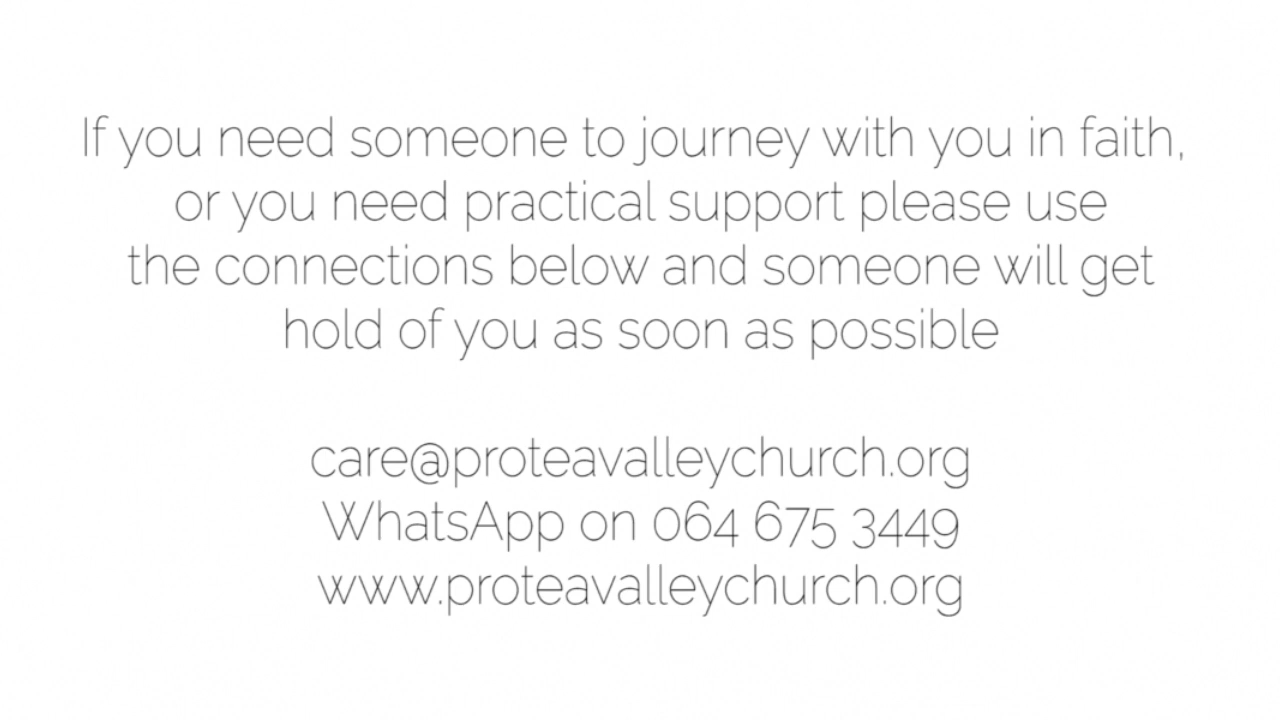 If you need someone to journey with you in faith,
or you need practical support please use
the connections below and someone will get
hold of you as soon as possible
care@proteavalleychurch.org
WhatsApp on 064 675 3449
www.proteavalleychurch.org